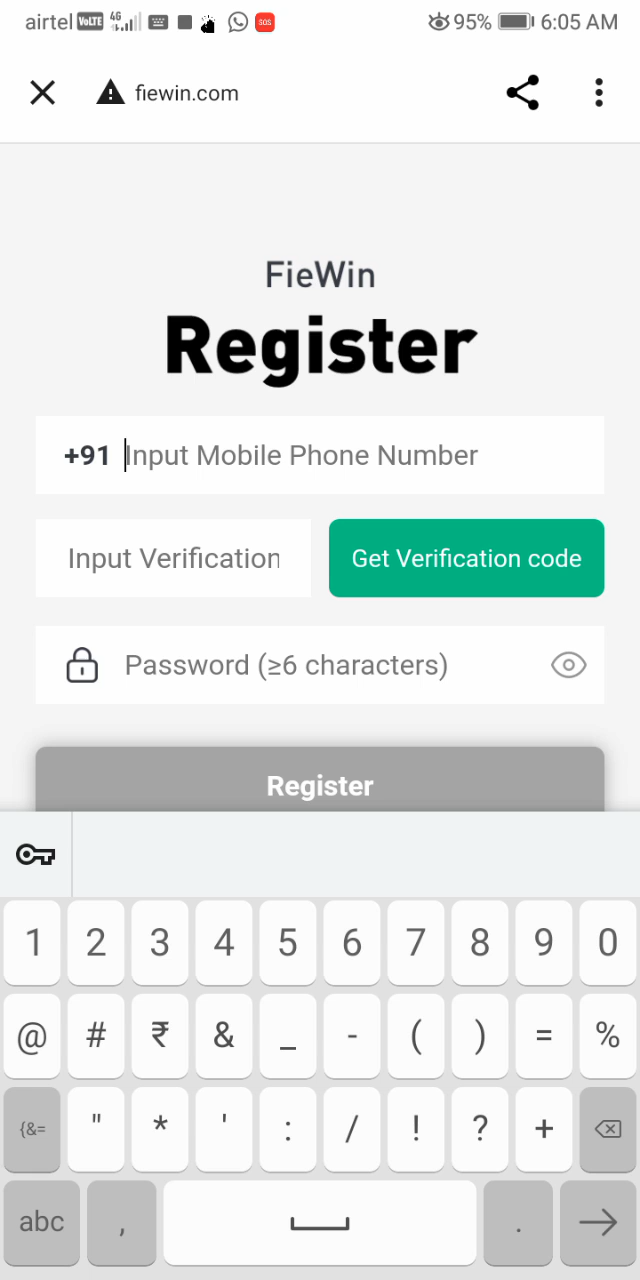 airtel VoLTE 4G SOS 95% 6:05 AM
fiewin.com
FieWin
Register
+91 Input Mobile Phone Number
Input Verification Get Verification code
Password (≥6 characters)
Register
1 2 3 4 5 6 7 8 9 0
@ # ₹ & _ - ( ) = %
{&= " * ' : / ! ? +
abc , .